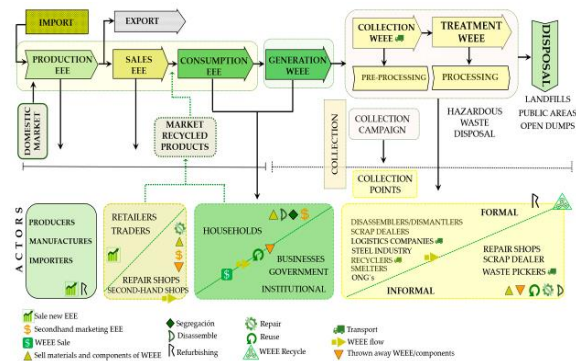 IMPORT
EXPORT
PRODUCTION
EEE
SALES
EEE
CONSUMPTION
EEE
GENERATION
WEEE
COLLECTION
WEEE
TREATMENT
WEEE
PRE-PROCESSING
PROCESSING
DISPOSAL
LANDFILLS
PUBLIC AREAS
OPEN DUMPS
DOMESTIC
MARKET
MARKET
RECYCLED
PRODUCTS
COLLECTION
COLLECTION
CAMPAIGN
COLLECTION
POINTS
HAZARDOUS
WASTE
DISPOSAL
ACTORS
PRODUCERS
MANUFACTURES
IMPORTERS
R
RETAILERS
TRADERS
REPAIR SHOPS
SECOND-HAND SHOPS
HOUSEHOLDS
BUSINESSES
GOVERNMENT
INSTITUTIONAL
R
FORMAL
DISASSEMBLERS/DISMANTLERS
SCRAP DEALERS
LOGISTICS COMPANIES
STEEL INDUSTRY
RECYCLERS
SMELTERS
ONG´s
REPAIR SHOPS
SCRAP DEALER
WASTE PICKERS
INFORMAL
Sale new EEE
Secondhand marketing EEE
WEEE Sale
Sell materials and components of WEEE
Segregación
Disassemble
Refurbishing
Repair
Reuse
WEEE Recycle
Transport
WEEE flow
Thrown away WEEE/components